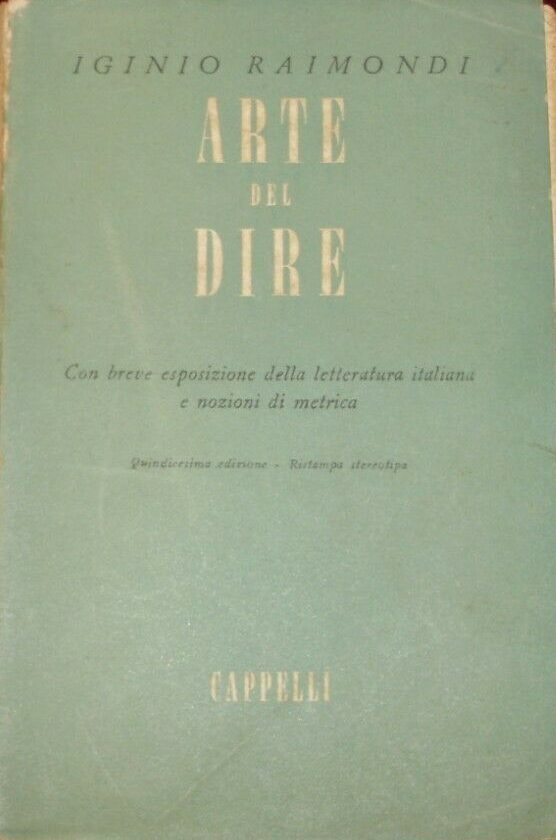 IGINIO RAIMONDI
ARTE
DEL
DIRE
Con breve esposizione della letteratura italiana
e nozioni di metrica
Quindicesima edizione - Ristampa stereotipa
CAPPELLI